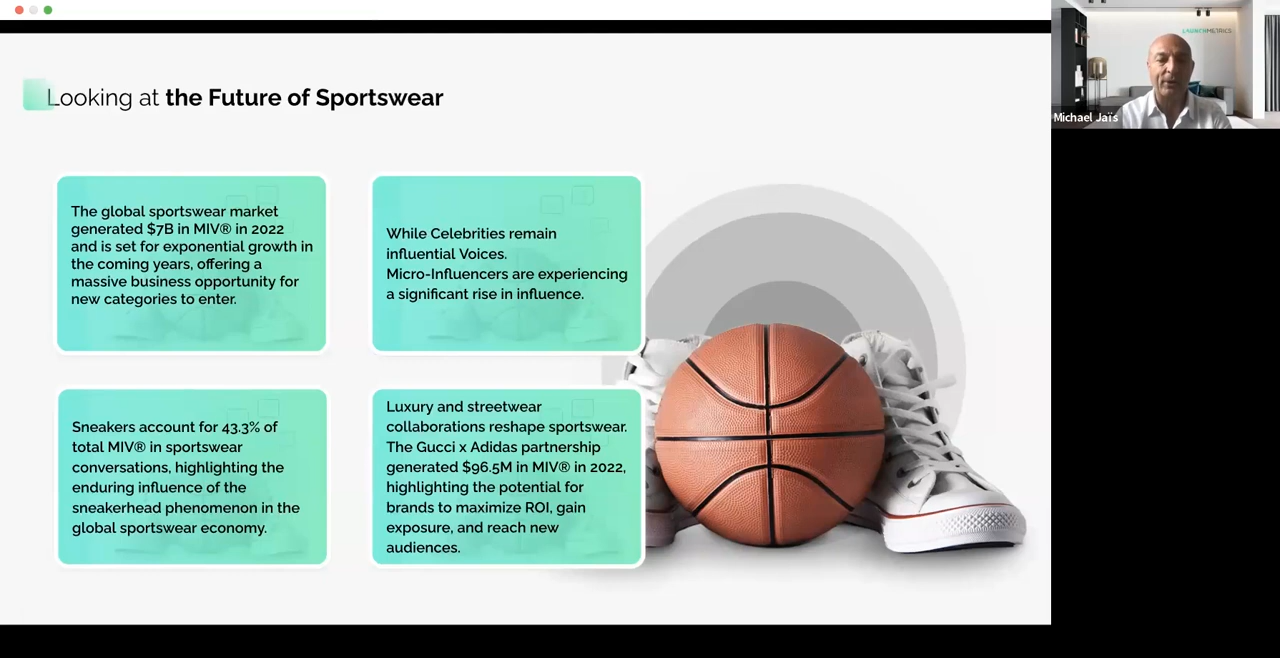 Looking at the Future of Sportswear
The global sportswear market
generated $7B in MIV® in 2022
and is set for exponential growth in
the coming years, offering a
massive business opportunity for
new categories to enter.
While Celebrities remain
influential Voices.
Micro-Influencers are experiencing
a significant rise in influence.
Sneakers account for 43.3% of
total MIV® in sportswear
conversations, highlighting the
enduring influence of the
sneakerhead phenomenon in the
global sportswear economy.
Luxury and streetwear
collaborations reshape sportswear.
The Gucci x Adidas partnership
generated $96.5M in MIV® in 2022,
highlighting the potential for
brands to maximize ROI, gain
exposure, and reach new
audiences.
LAUNCHMETRICS
Michael Jaïs